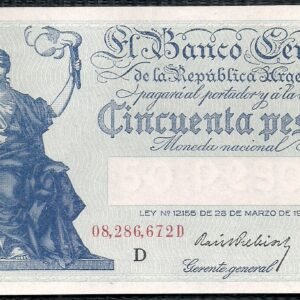 El Banco Ce
de la República Arge
pagará al portador y a la
Cincuenta pes
Moneda nacional
LEY Nº 12155 DE 28 DE MARZO DE 19
08,286,672D
D
Gerente general